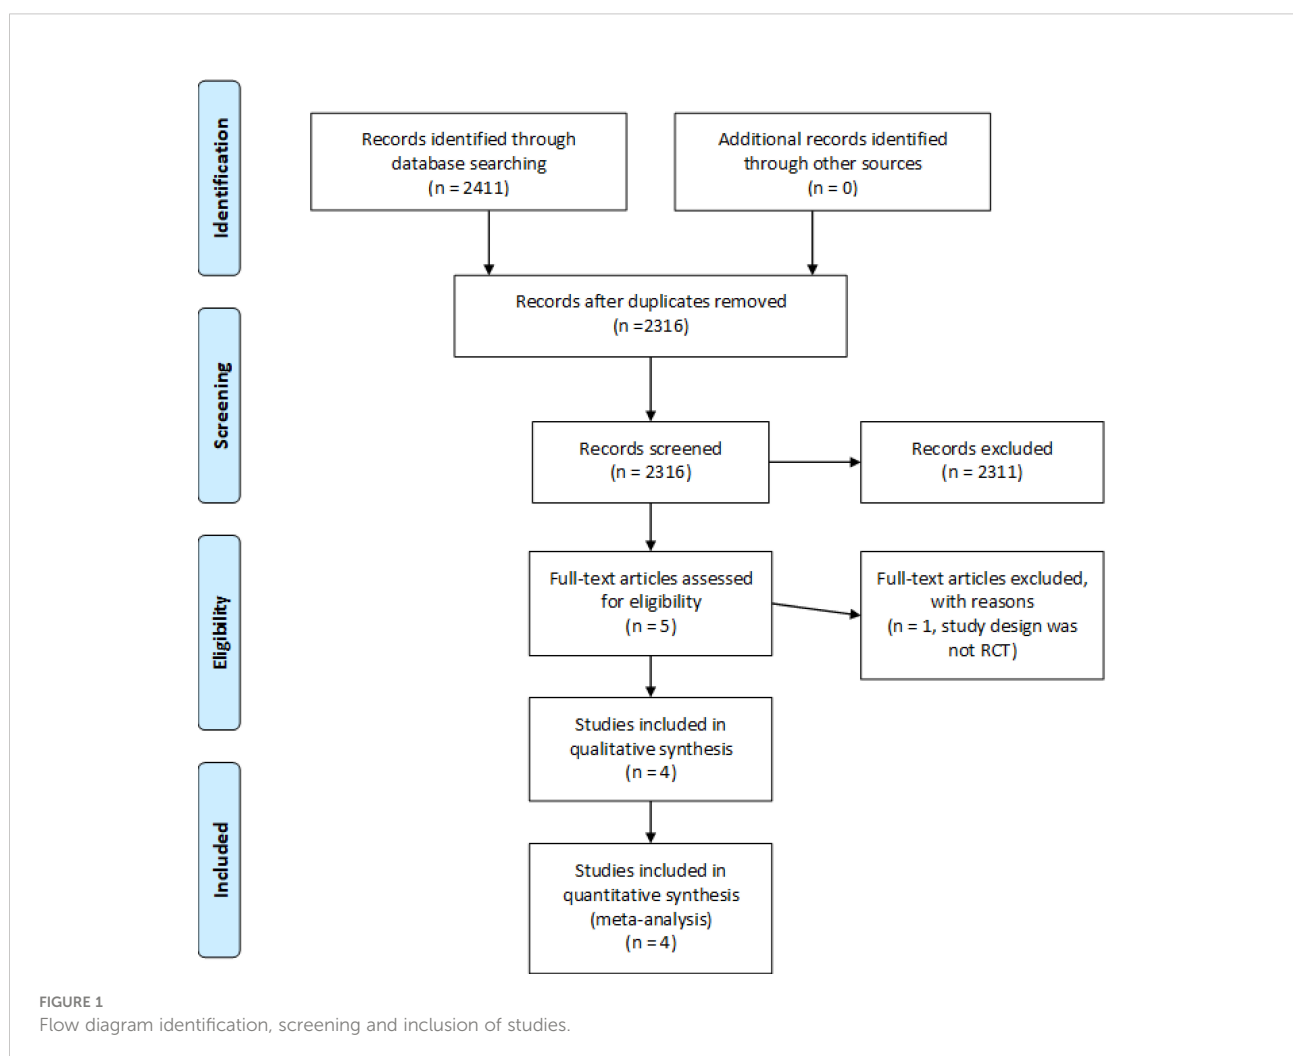 Identification
Records identified through
database searching
(n = 2411)
Additional records identified
through other sources
(n = 0)
Records after duplicates removed
(n =2316)
Screening
Records screened
(n = 2316)
Records excluded
(n = 2311)
Eligibility
Full-text articles assessed
for eligibility
(n = 5)
Full-text articles excluded,
with reasons
(n = 1, study design was
not RCT)
Studies included in
qualitative synthesis
(n = 4)
Included
Studies included in
quantitative synthesis
(meta-analysis)
(n = 4)
FIGURE 1
Flow diagram identification, screening and inclusion of studies.